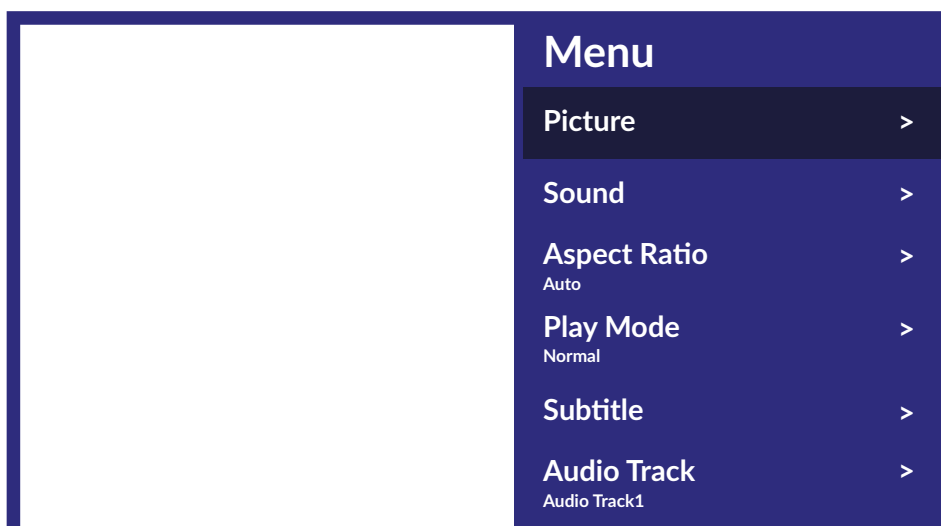 Menu
Picture >
Sound >
Aspect Ratio >
Auto
Play Mode >
Normal
Subtitle >
Audio Track >
Audio Track1